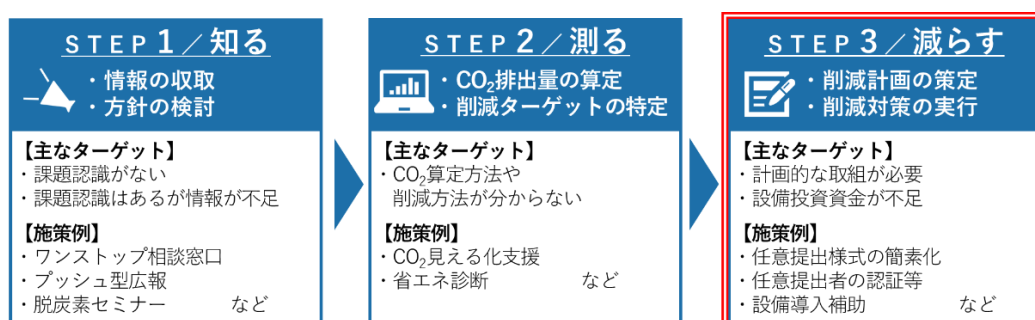 STEP 1／知る
・情報の収取
・方針の検討
【主なターゲット】
・課題認識がない
・課題認識はあるが情報が不足
【施策例】
・ワンストップ相談窓口
・プッシュ型広報
・脱炭素セミナー　など
STEP 2／測る
・CO₂排出量の算定
・削減ターゲットの特定
【主なターゲット】
・CO₂算定方法や
削減方法が分からない
【施策例】
・CO₂見える化支援
・省エネ診断　など
STEP 3／減らす
・削減計画の策定
・削減対策の実行
【主なターゲット】
・計画的な取組が必要
・設備投資資金が不足
【施策例】
・任意提出様式の簡素化
・任意提出者の認証等
・設備導入補助　など